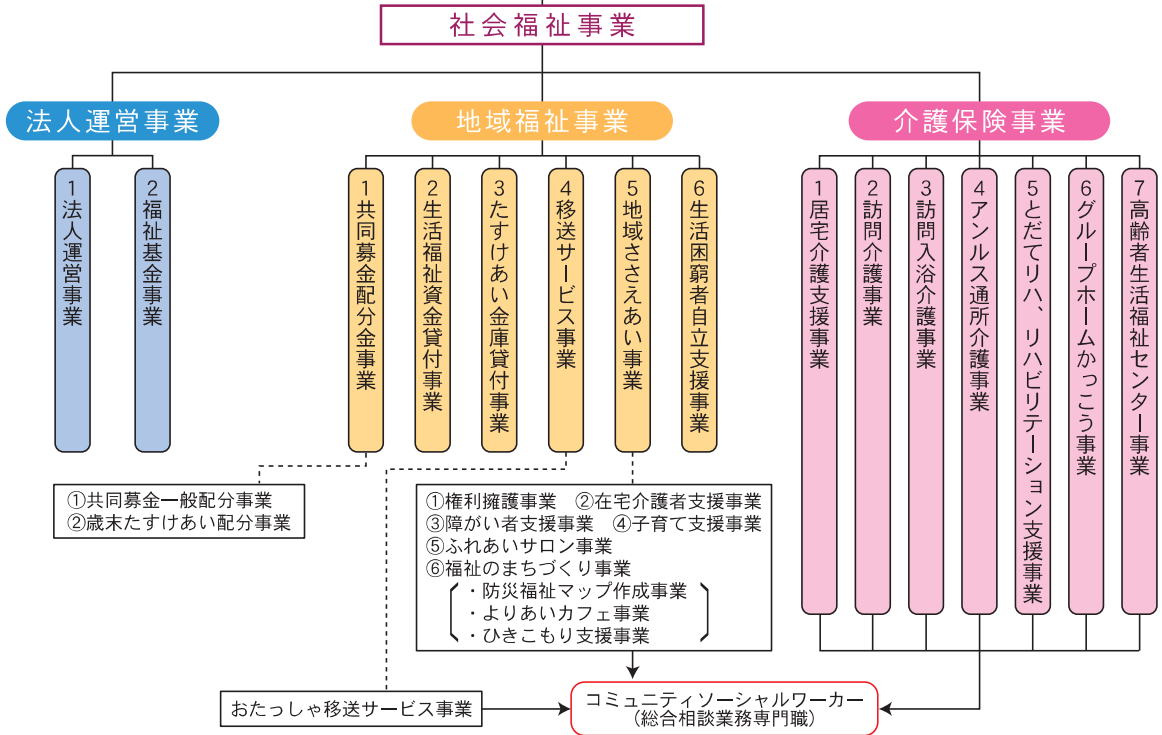 社会福祉事業
法人運営事業
1法人運営事業
2福祉基金事業
地域福祉事業
1共同募金配分金事業
2生活福祉資金貸付事業
3たすけあい金庫貸付事業
4移送サービス事業
5地域ささえあい事業
6生活困窮者自立支援事業
介護保険事業
1居宅介護支援事業
2訪問介護事業
3訪問入浴介護事業
4アンルス通所介護事業
5とだてリハ、リハビリテーション支援事業
6グループホームかっこう事業
7高齢者生活福祉センター事業
①共同募金一般配分事業
②歳末たすけあい配分事業
①権利擁護事業 ②在宅介護者支援事業
③障がい者支援事業 ④子育て支援事業
⑤ふれあいサロン事業
⑥福祉のまちづくり事業
・防災福祉マップ作成事業
・よりあいカフェ事業
・ひきこもり支援事業
おたっしゃ移送サービス事業
コミュニティソーシャルワーカー
(総合相談業務専門職)